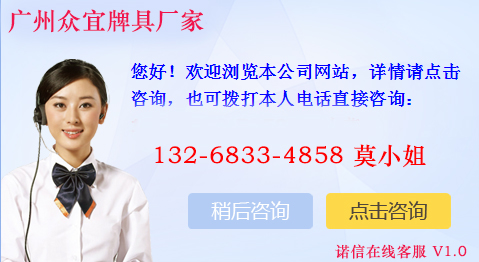 广州众宜牌具厂家
您好！欢迎浏览本公司网站，详情请点击
咨询，也可拨打本人电话直接咨询：
132-6833-4858 莫小姐
稍后咨询 点击咨询
诺信在线客服 V1.0